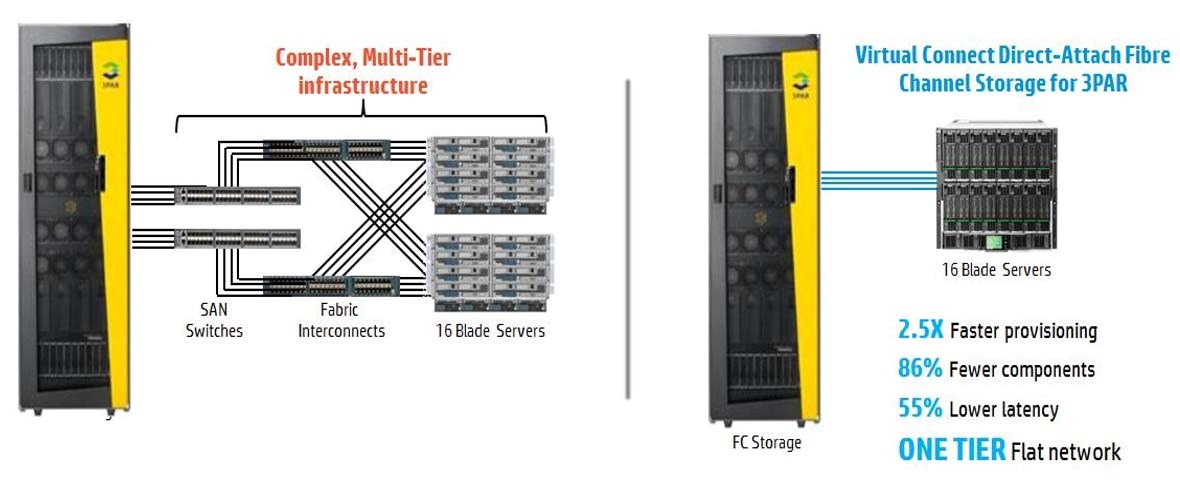 Complex, Multi-Tier
infrastructure
3PAR
SAN
Switches
Fabric
Interconnects
16 Blade Servers
Virtual Connect Direct-Attach Fibre
Channel Storage for 3PAR
3PAR
16 Blade Servers
2.5X Faster provisioning
86% Fewer components
55% Lower latency
ONE TIER Flat network
FC Storage